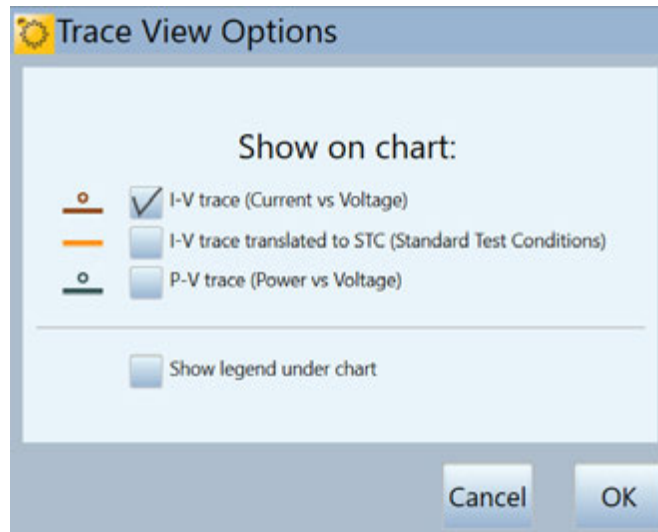 Trace View Options
Show on chart:
I-V trace (Current vs Voltage)
I-V trace translated to STC (Standard Test Conditions)
P-V trace (Power vs Voltage)
Show legend under chart
Cancel
OK